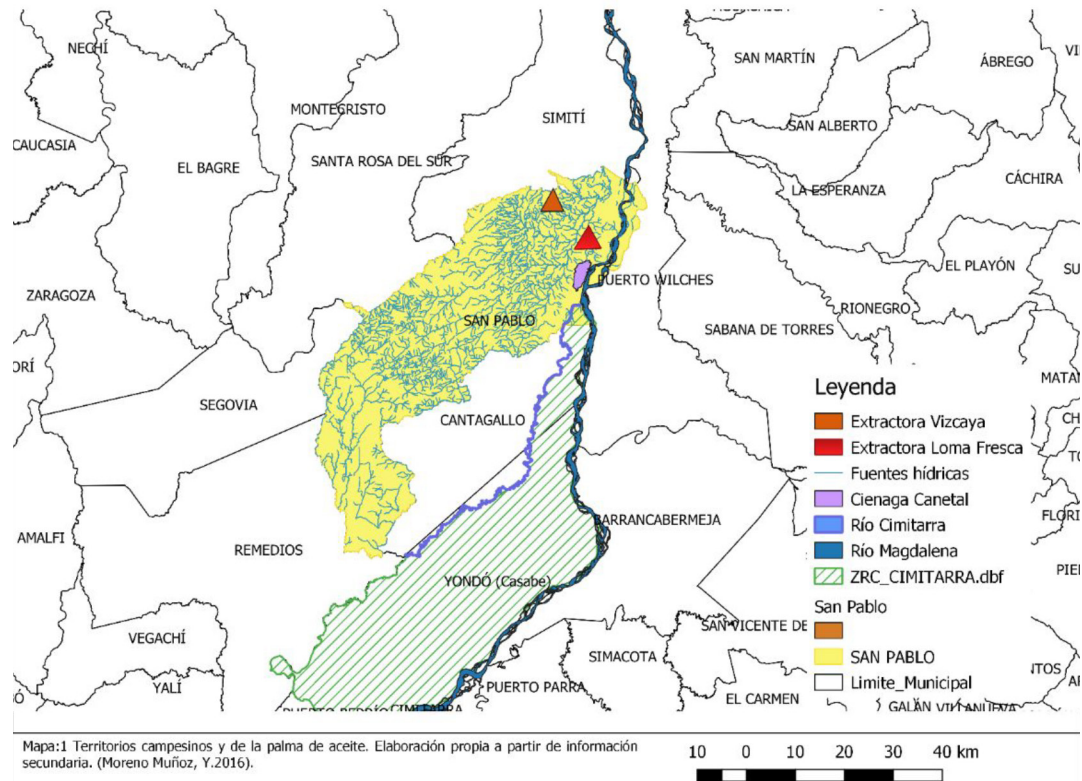 NECHÍ
SAN MARTÍN
ÁBREGO
MONTECRISTO
SIMITÍ
SAN ALBERTO
CAUCASIA
EL BAGRE
SANTA ROSA DEL SUR
LA ESPERANZA
CÁCHIRA
ZARAGOZA
PUERTO WILCHES
EL PLAYÓN
SAN PABLO
SABANA DE TORRES
RIONEGRO
SEGOVIA
CANTAGALLO
AMALFI
REMEDIOS
BARRANCABERMEJA
YONDÓ (Casabe)
VEGACHÍ
SIMACOTA
SAN VICENTE DE
YALÍ
PUERTO PARRA
EL CARMEN
GALÁN VILLANUEVA
Leyenda
Extractora Vizcaya
Extractora Loma Fresca
Fuentes hídricas
Cienaga Canetal
Río Cimitarra
Río Magdalena
ZRC_CIMITARRA.dbf
San Pablo
SAN PABLO
Limite_Municipal
Mapa:1 Territorios campesinos y de la palma de aceite. Elaboración propia a partir de información
secundaria. (Moreno Muñoz, Y.2016).
10 0 10 20 30 40 km